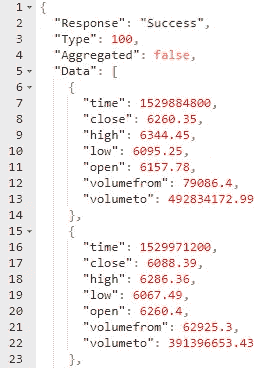 1 {
2 "Response": "Success",
3 "Type": 100,
4 "Aggregated": false,
5 "Data": [
6 {
7 "time": 1529884800,
8 "close": 6260.35,
9 "high": 6344.45,
10 "low": 6095.25,
11 "open": 6157.78,
12 "volumefrom": 79086.4,
13 "volumeto": 492834172.99
14 },
15 {
16 "time": 1529971200,
17 "close": 6088.39,
18 "high": 6286.36,
19 "low": 6067.49,
20 "open": 6260.4,
21 "volumefrom": 62925.3,
22 "volumeto": 391396653.43
23 },